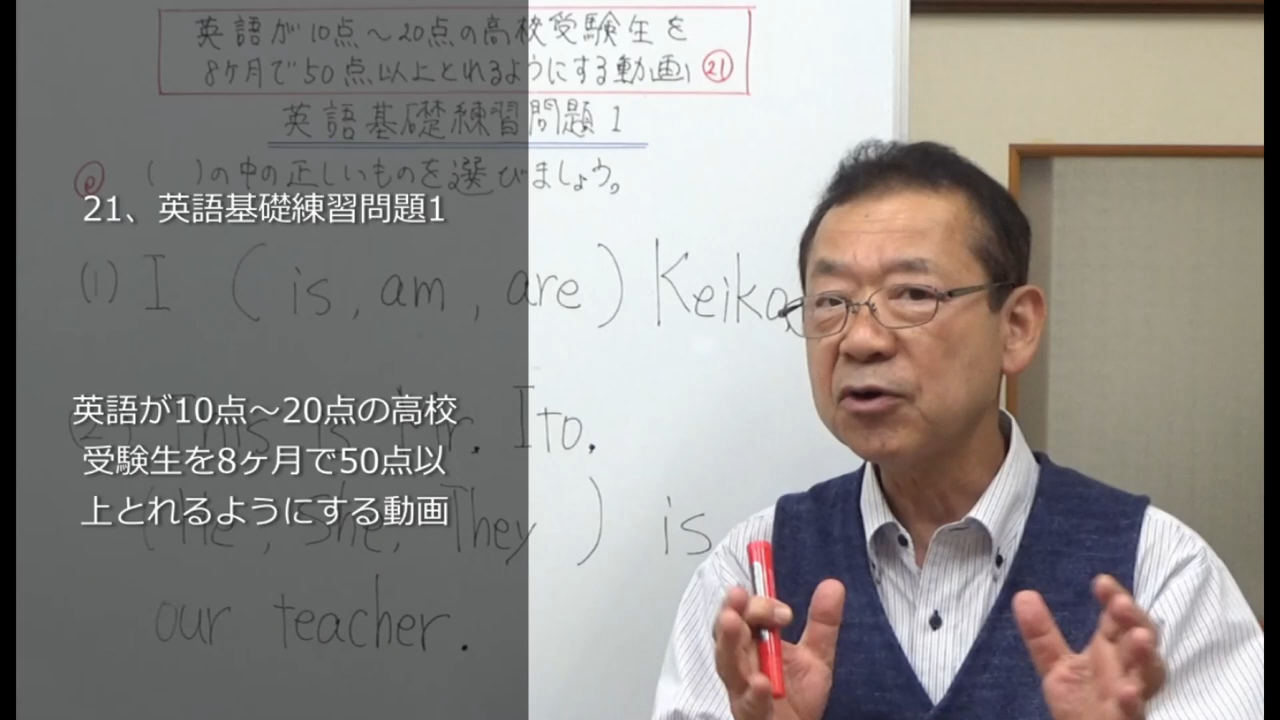 英語が10点～20点の高校受験生を
8ヶ月で50点以上とれるようにする動画 21
英語基礎練習問題1
( )の中の正しいものを選びましょう。
21、英語基礎練習問題1
(1) I ( is, am, are ) Keiko
英語が10点～20点の高校
受験生を8ヶ月で50点以
上とれるようにする動画
This is Mr. Ito.
( He, She, They ) is
our teacher.